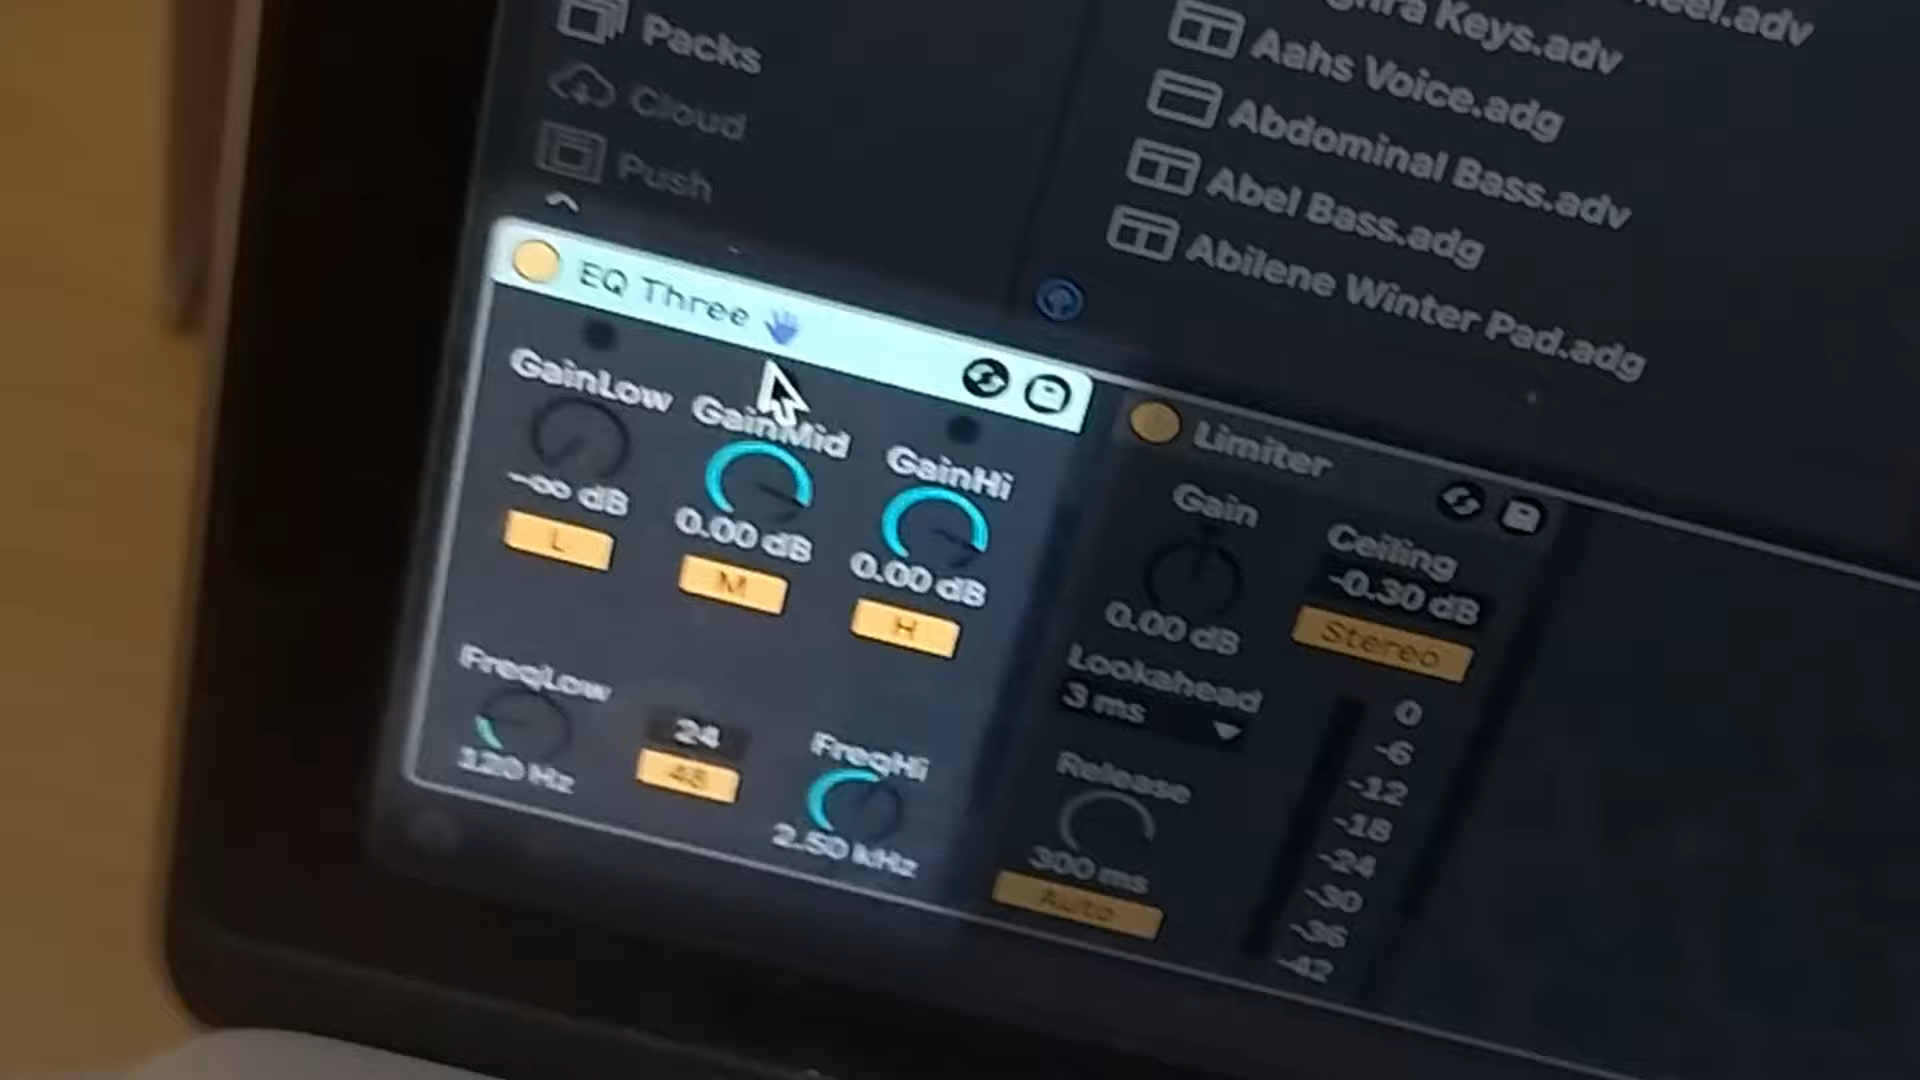 Packs
Cloud
Push
Keys.adv
Aahs Voice.adg
Abdominal Bass.adv
Abel Bass.adg
Abilene Winter Pad.adg
EQ Three
GainLow
GainMid
GainHi
-∞ dB
0.00 dB
0.00 dB
L
M
H
FreqLow
120 Hz
24
48
FreqHi
2.50 kHz
Limiter
Gain
0.00 dB
Ceiling
-0.30 dB
Stereo
Lookahead
3 ms
Release
300 ms
Auto
0
-6
-12
-18
-24
-30
-36
-42